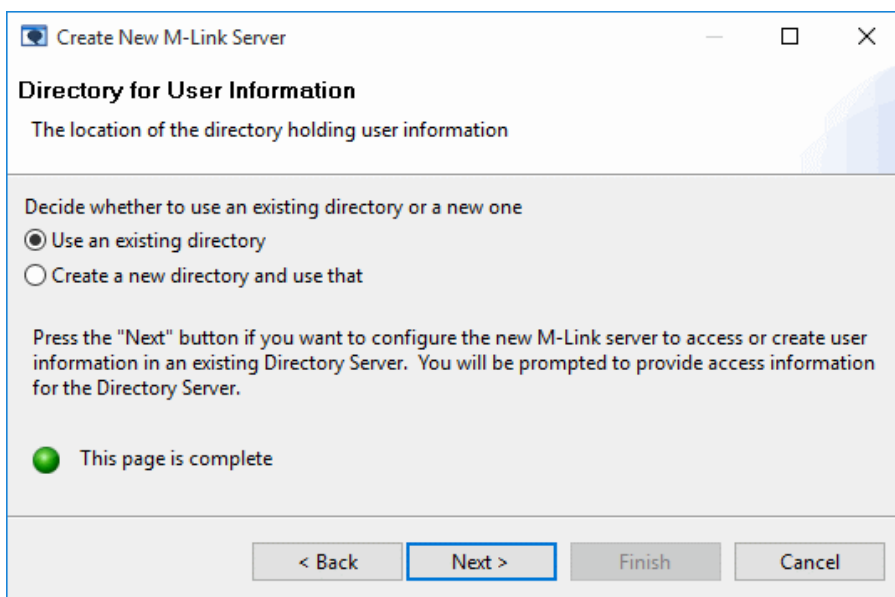 Create New M-Link Server
Directory for User Information
The location of the directory holding user information
Decide whether to use an existing directory or a new one
Use an existing directory
Create a new directory and use that
Press the "Next" button if you want to configure the new M-Link server to access or create user
information in an existing Directory Server.  You will be prompted to provide access information
for the Directory Server.
This page is complete
< Back
Next >
Finish
Cancel